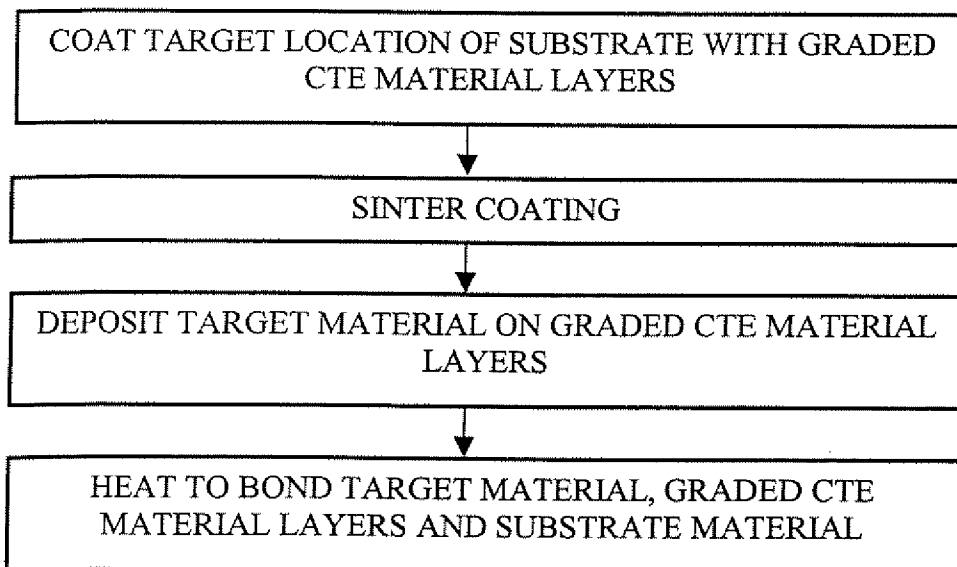 COAT TARGET LOCATION OF SUBSTRATE WITH GRADED
CTE MATERIAL LAYERS
SINTER COATING
DEPOSIT TARGET MATERIAL ON GRADED CTE MATERIAL
LAYERS
HEAT TO BOND TARGET MATERIAL, GRADED CTE
MATERIAL LAYERS AND SUBSTRATE MATERIAL